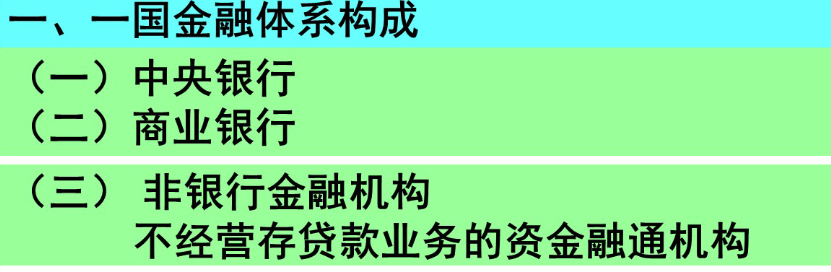 一、一国金融体系构成
（一）中央银行
（二）商业银行
（三） 非银行金融机构
不经营存贷款业务的资金融通机构